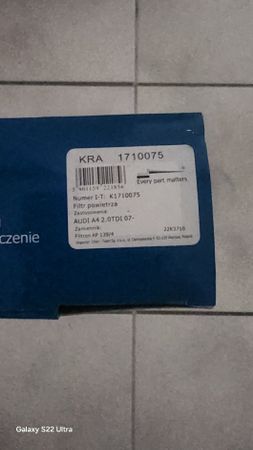 KRA 1710075
Every part matters
Numer I-T: K1710075
Filtr powietrza
Zastosowanie:
AUDI A4 2,0TDI 07-
Zamiennik:
Filtron AP 139/4
czenie
Galaxy S22 Ultra